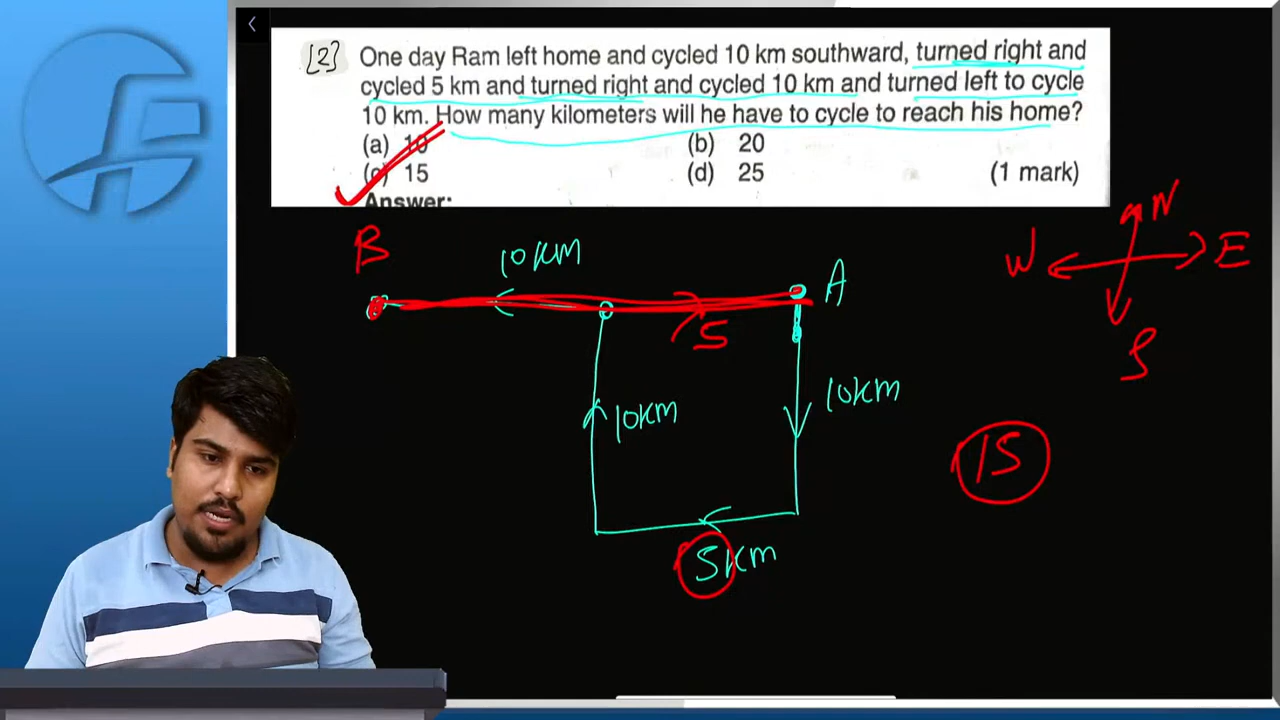 [2] One day Ram left home and cycled 10 km southward, turned right and
cycled 5 km and turned right and cycled 10 km and turned left to cycle
10 km. How many kilometers will he have to cycle to reach his home?
(a) 10 (b) 20
(c) 15 (d) 25 (1 mark)
Answer:
N
W E
S
B 10km A
5
10km 10km
15
5km